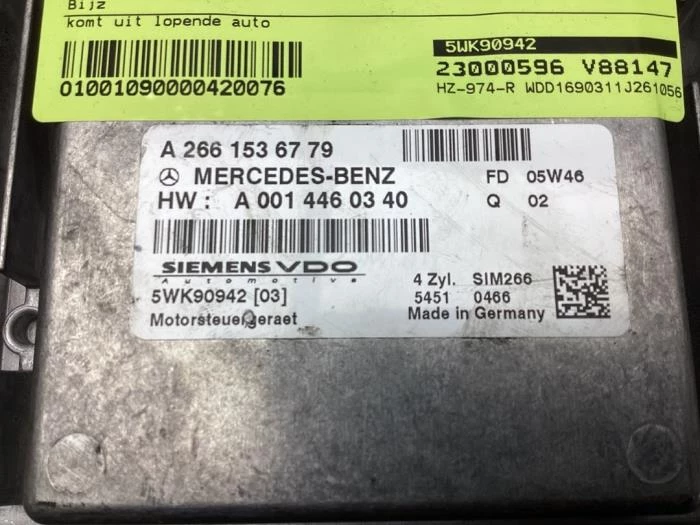 Bijz
komt uit lopende auto
01001090000420076
5WK90942
23000596 V88147
HZ-974-R WDD1690311J261056
A 266 153 67 79
MERCEDES-BENZ
HW : A 001 446 03 40
FD 05W46
Q 02
SIEMENS VDO
Automotive
5WK90942 [03]
Motorsteuergeraet
4 Zyl. SIM266
5451 0466
Made in Germany